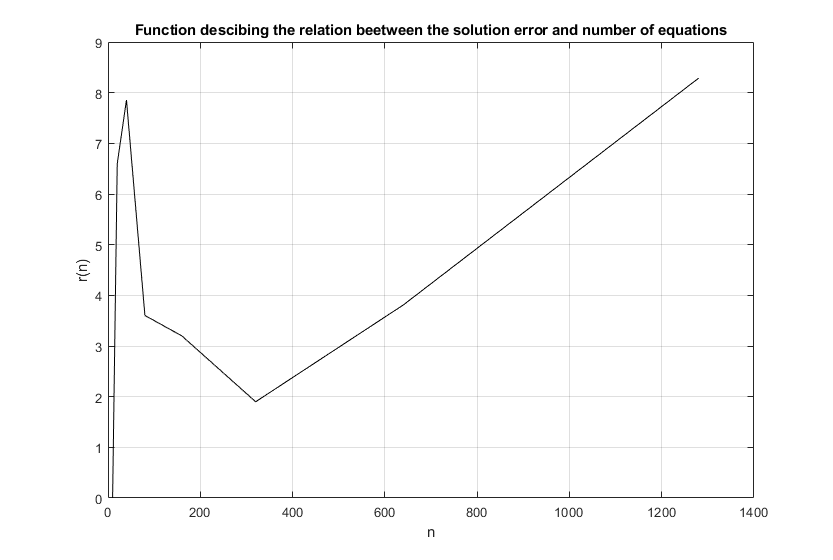 Function descibing the relation beetween the solution error and number of equations
9
8
7
6
5
4
3
2
1
0
r(n)
0 200 400 600 800 1000 1200 1400
n